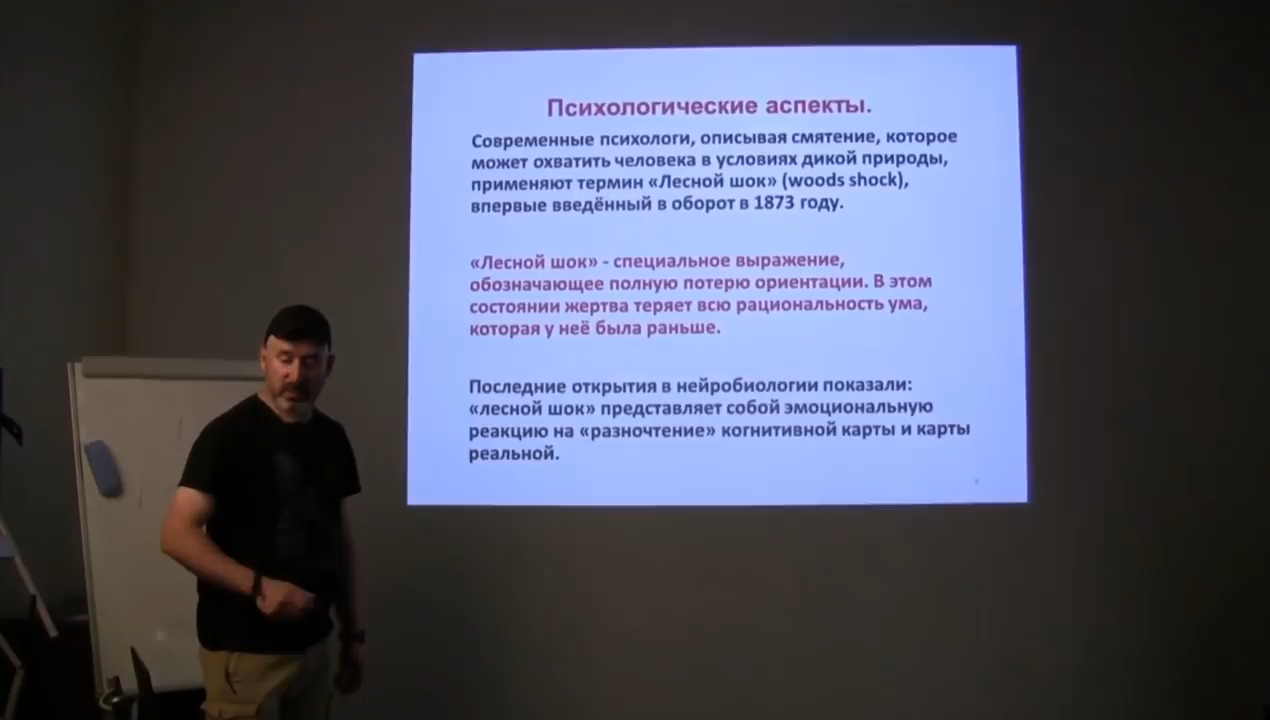 Психологические аспекты.
Современные психологи, описывая смятение, которое
может охватить человека в условиях дикой природы,
применяют термин «Лесной шок» (woods shock),
впервые введённый в оборот в 1873 году.
«Лесной шок» - специальное выражение,
обозначающее полную потерю ориентации. В этом
состоянии жертва теряет всю рациональность ума,
которая у неё была раньше.
Последние открытия в нейробиологии показали:
«лесной шок» представляет собой эмоциональную
реакцию на «разночтение» когнитивной карты и карты
реальной.